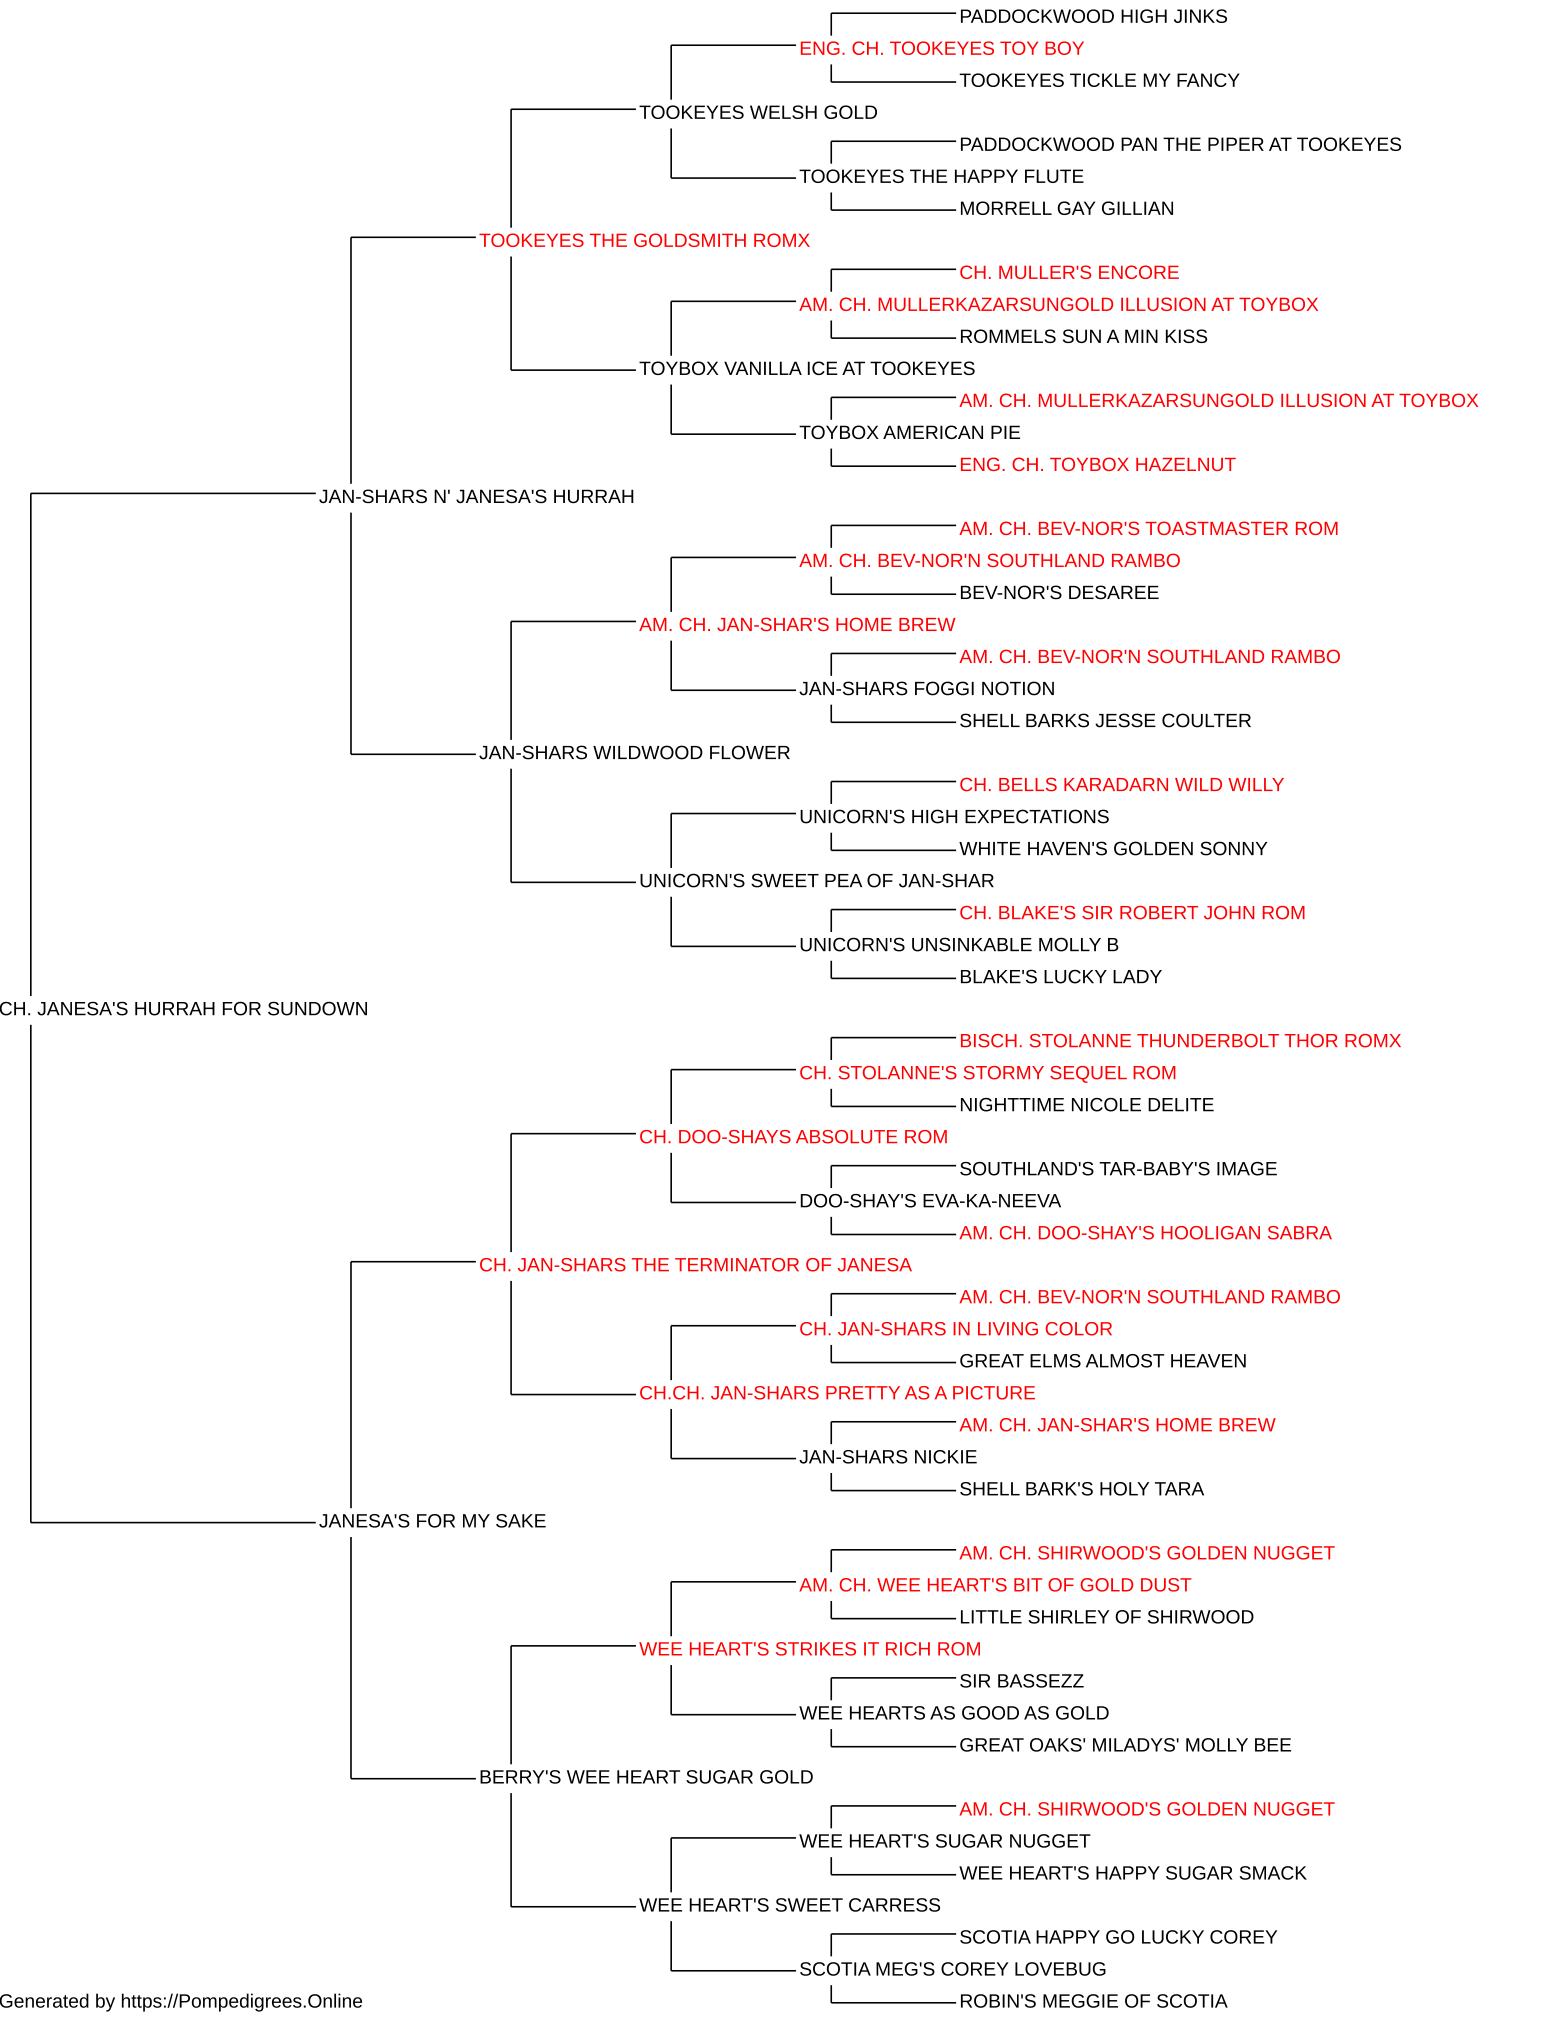 PADDOCKWOOD HIGH JINKS
ENG. CH. TOOKEYES TOY BOY
TOOKEYES TICKLE MY FANCY
TOOKEYES WELSH GOLD
PADDOCKWOOD PAN THE PIPER AT TOOKEYES
TOOKEYES THE HAPPY FLUTE
MORRELL GAY GILLIAN
TOOKEYES THE GOLDSMITH ROMX
CH. MULLER'S ENCORE
AM. CH. MULLERKAZARSUNGOLD ILLUSION AT TOYBOX
ROMMELS SUN A MIN KISS
TOYBOX VANILLA ICE AT TOOKEYES
AM. CH. MULLERKAZARSUNGOLD ILLUSION AT TOYBOX
TOYBOX AMERICAN PIE
ENG. CH. TOYBOX HAZELNUT
JAN-SHARS N' JANESA'S HURRAH
AM. CH. BEV-NOR'S TOASTMASTER ROM
AM. CH. BEV-NOR'N SOUTHLAND RAMBO
BEV-NOR'S DESAREE
AM. CH. JAN-SHAR'S HOME BREW
AM. CH. BEV-NOR'N SOUTHLAND RAMBO
JAN-SHARS FOGGI NOTION
SHELL BARKS JESSE COULTER
JAN-SHARS WILDWOOD FLOWER
CH. BELLS KARADARN WILD WILLY
UNICORN'S HIGH EXPECTATIONS
WHITE HAVEN'S GOLDEN SONNY
UNICORN'S SWEET PEA OF JAN-SHAR
CH. BLAKE'S SIR ROBERT JOHN ROM
UNICORN'S UNSINKABLE MOLLY B
BLAKE'S LUCKY LADY
CH. JANESA'S HURRAH FOR SUNDOWN
BISCH. STOLANNE THUNDERBOLT THOR ROMX
CH. STOLANNE'S STORMY SEQUEL ROM
NIGHTTIME NICOLE DELITE
CH. DOO-SHAYS ABSOLUTE ROM
SOUTHLAND'S TAR-BABY'S IMAGE
DOO-SHAY'S EVA-KA-NEEVA
AM. CH. DOO-SHAY'S HOOLIGAN SABRA
CH. JAN-SHARS THE TERMINATOR OF JANESA
AM. CH. BEV-NOR'N SOUTHLAND RAMBO
CH. JAN-SHARS IN LIVING COLOR
GREAT ELMS ALMOST HEAVEN
CH.CH. JAN-SHARS PRETTY AS A PICTURE
AM. CH. JAN-SHAR'S HOME BREW
JAN-SHARS NICKIE
SHELL BARK'S HOLY TARA
JANESA'S FOR MY SAKE
AM. CH. SHIRWOOD'S GOLDEN NUGGET
AM. CH. WEE HEART'S BIT OF GOLD DUST
LITTLE SHIRLEY OF SHIRWOOD
WEE HEART'S STRIKES IT RICH ROM
SIR BASSEZZ
WEE HEARTS AS GOOD AS GOLD
GREAT OAKS' MILADYS' MOLLY BEE
BERRY'S WEE HEART SUGAR GOLD
AM. CH. SHIRWOOD'S GOLDEN NUGGET
WEE HEART'S SUGAR NUGGET
WEE HEART'S HAPPY SUGAR SMACK
WEE HEART'S SWEET CARRESS
SCOTIA HAPPY GO LUCKY COREY
SCOTIA MEG'S COREY LOVEBUG
ROBIN'S MEGGIE OF SCOTIA
Generated by https://Pompedigrees.Online